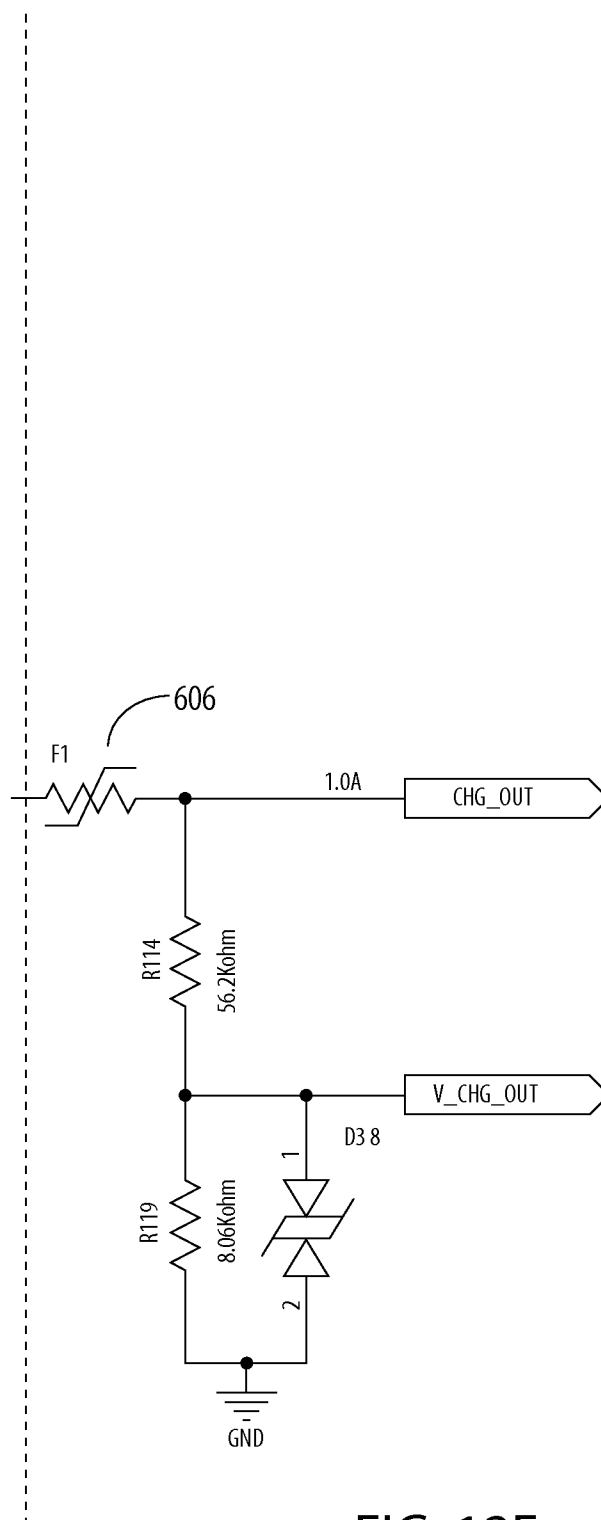 606
F1
1.0A
CHG_OUT
R114
56.2Kohm
V_CHG_OUT
D3 8
1
R119
8.06Kohm
2
GND